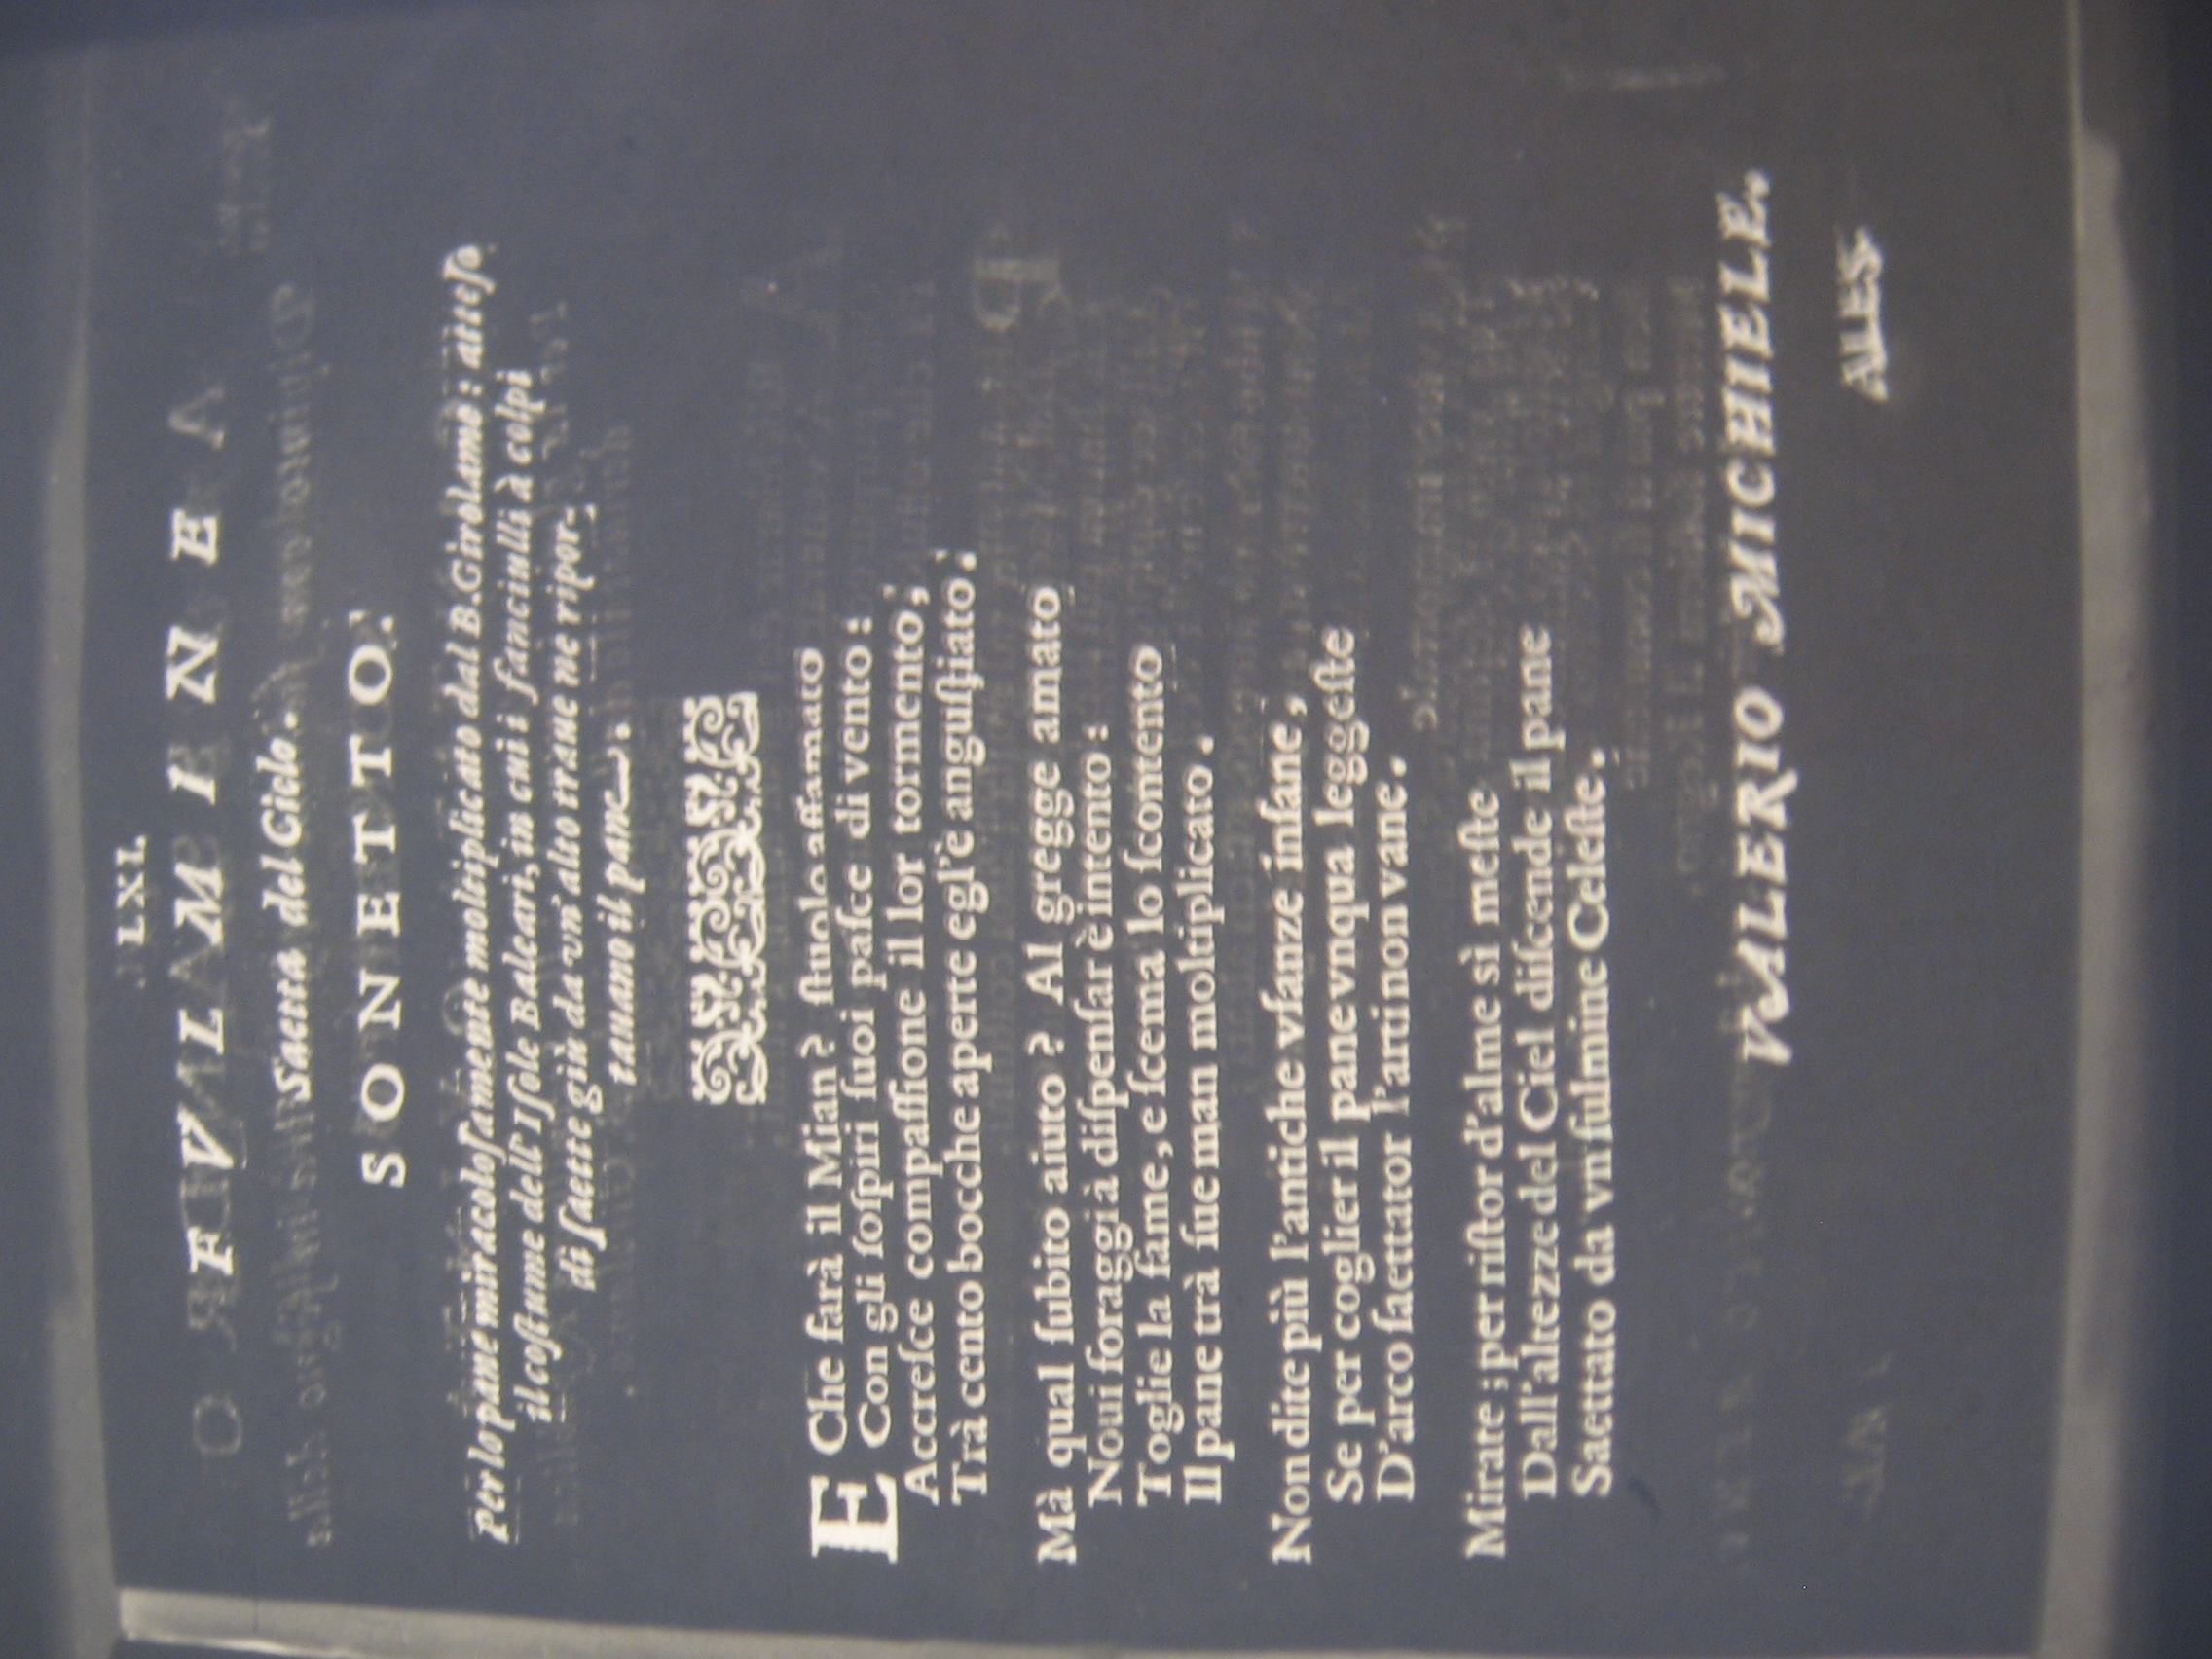 LXI.
FVLMINE
Saetta del Cielo.
SONETTO.
Per lo pane miracolosamente moltiplicato dal B. Girolamo: atteso
il costume dell'Isole Baleari, in cui i fanciulli à colpi
di saette giù da vn'alto traue ne ripor-
tauano il pane.
E Che farà il Mian? stuolo affamato
Con gli sospiri suoi pasce di vento:
Accresce compassione il lor tormento;
Trà cento bocche aperte egl'è angustiato:
Mà qual subito aiuto? Al gregge amato
Noui foraggi à dispensar è intento:
Toglie la fame, e scema lo scontento
Il pane trà sue man moltiplicato.
Non dite più l'antiche vsanze insane,
Se per coglier il pane vnqua leggeste
D'arco saettator l'arti non vane.
Mirate; per ristor d'alme sì meste
Dall'altezze del Ciel discende il pane
Saettato da vn fulmine Celeste.
VALERIO MICHIELE.
ALES-